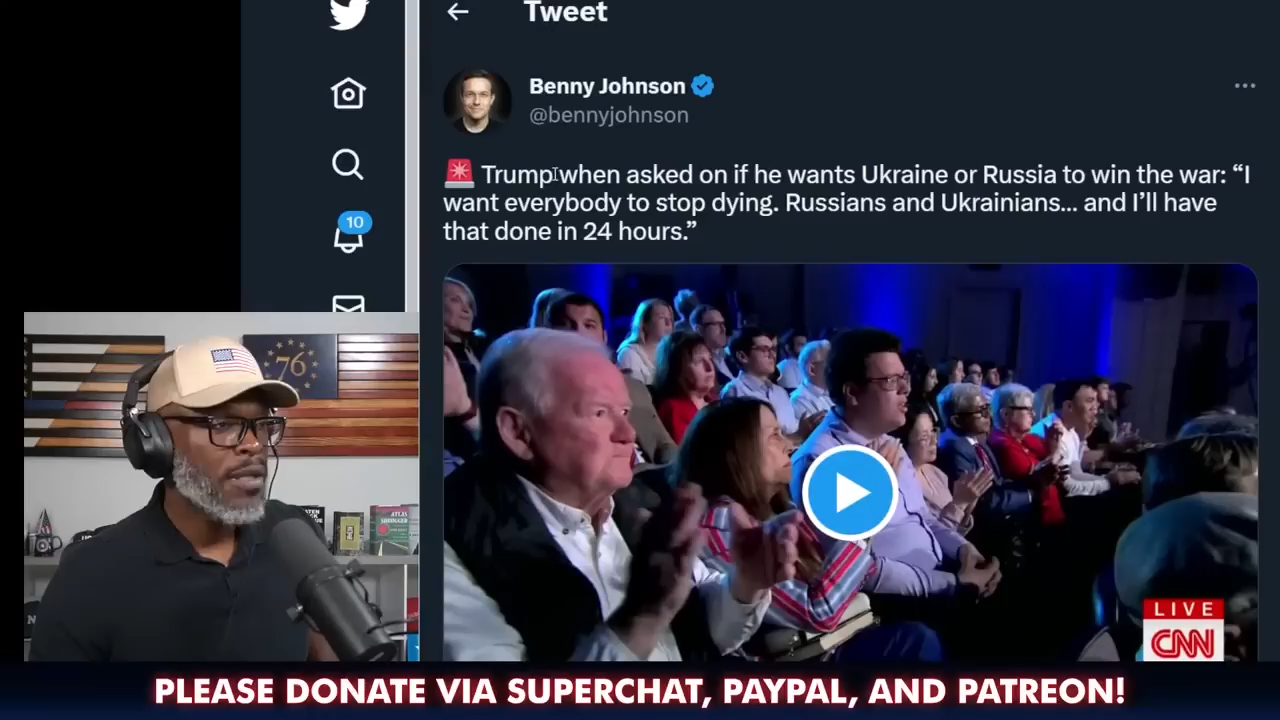 Tweet
Benny Johnson
@bennyjohnson
10
🚨 Trump when asked on if he wants Ukraine or Russia to win the war: “I
want everybody to stop dying. Russians and Ukrainians... and I’ll have
that done in 24 hours.”
76
ATLAS
LIVE
CNN
PLEASE DONATE VIA SUPERCHAT, PAYPAL, AND PATREON!